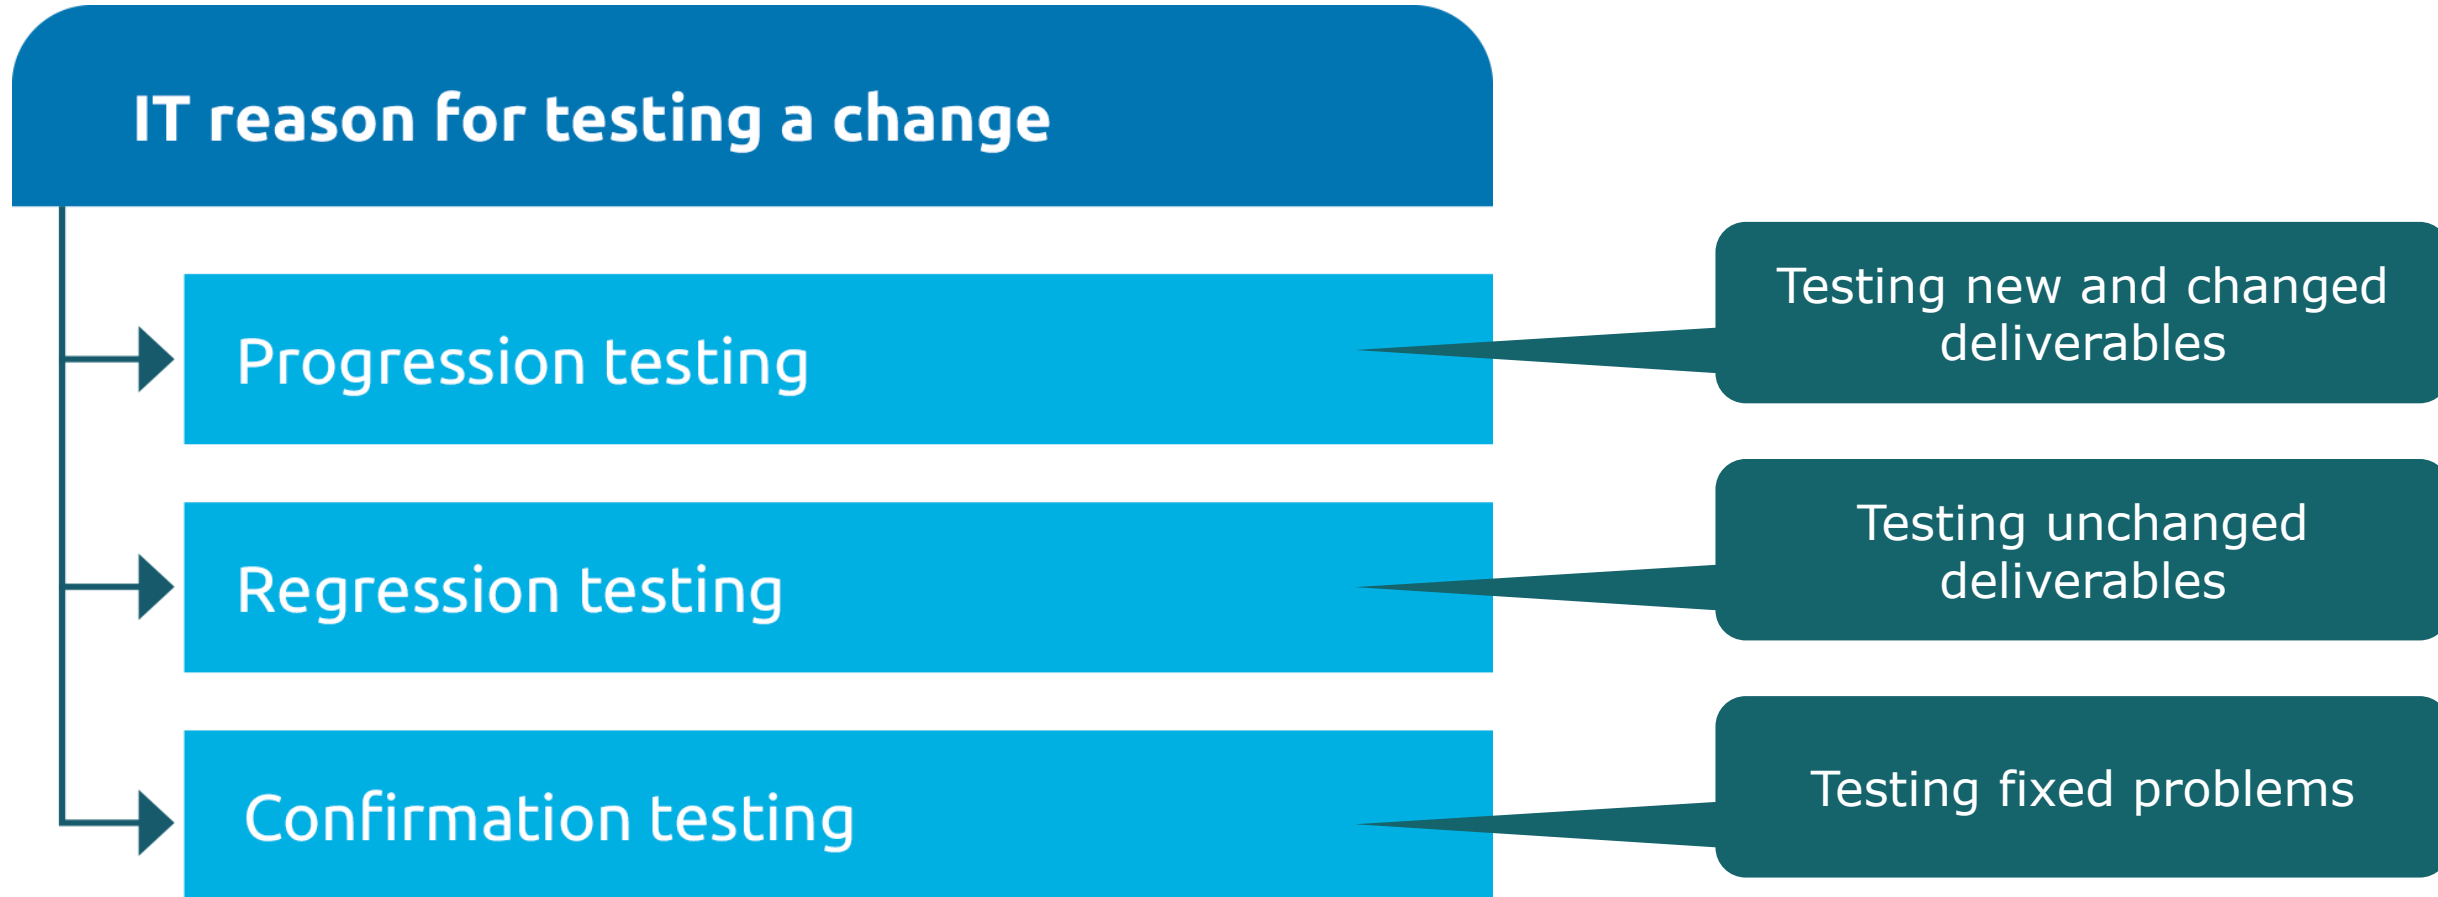 IT reason for testing a change
Progression testing
Testing new and changed
deliverables
Regression testing
Testing unchanged
deliverables
Confirmation testing
Testing fixed problems